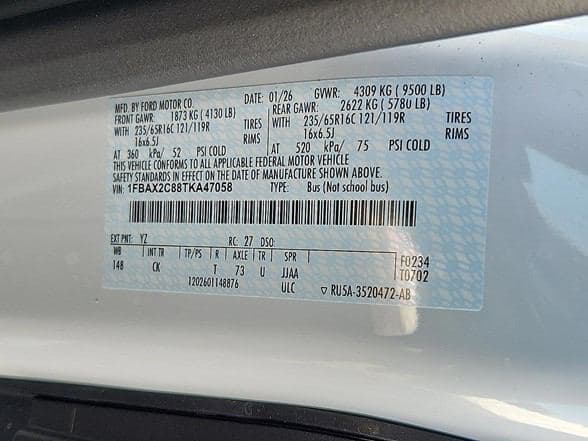 MFD. BY FORD MOTOR CO. DATE: 01/26 GVWR: 4309 KG ( 9500 LB)
FRONT GAWR: 1873 KG ( 4130 LB) REAR GAWR: 2622 KG ( 5780 LB)
WITH 235/65R16C 121/119R TIRES WITH 235/65R16C 121/119R TIRES
16x6.5J RIMS 16x6.5J RIMS
AT 360 kPa/ 52 PSI COLD AT 520 kPa/ 75 PSI COLD
THIS VEHICLE CONFORMS TO ALL APPLICABLE FEDERAL MOTOR VEHICLE
SAFETY STANDARDS IN EFFECT ON THE DATE OF MANUFACTURE SHOWN ABOVE.
VIN: 1FBAX2C88TKA47058 TYPE: Bus (Not school bus)
EXT PNT: YZ RC: 27 DSO:
WB INT TR TP/PS R AXLE TR SPR
148 CK T 73 U JJAA
ULC
F0234
T0702
1202601148876
▽ RU5A-3520472-AB